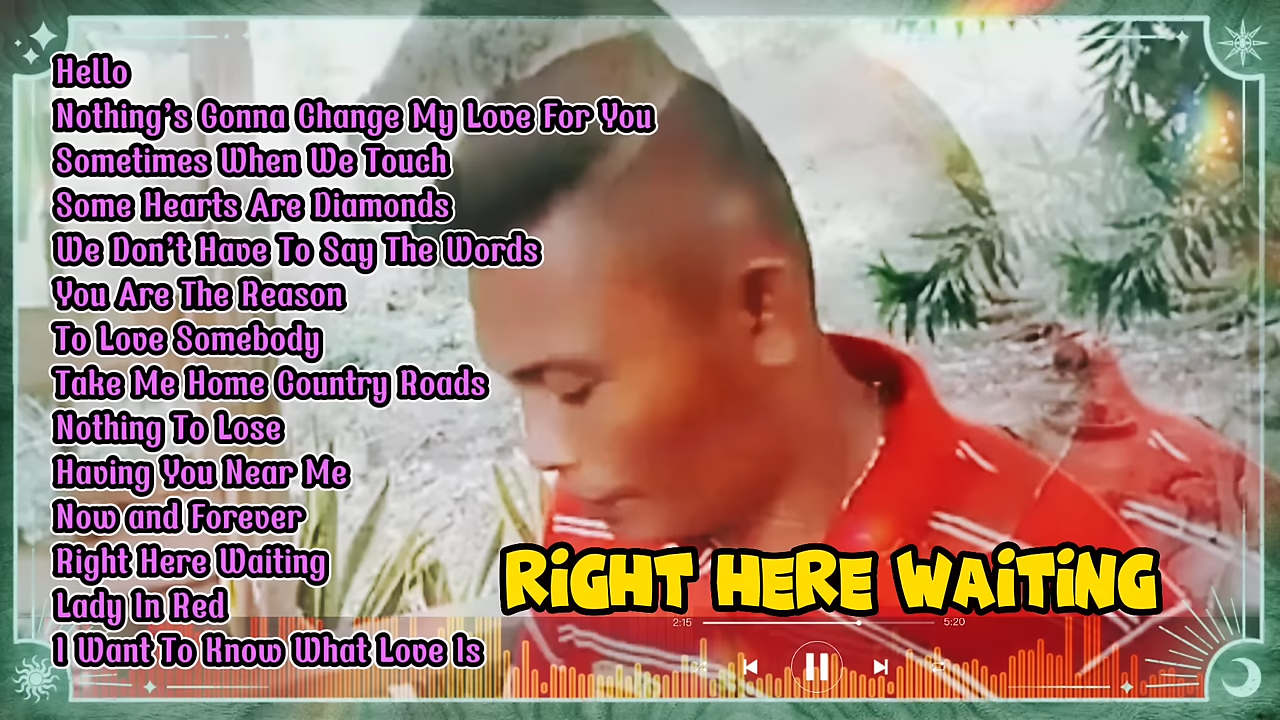 Hello
Nothing's Gonna Change My Love For You
Sometimes When We Touch
Some Hearts Are Diamonds
We Don't Have To Say The Words
You Are The Reason
To Love Somebody
Take Me Home Country Roads
Nothing To Lose
Having You Near Me
Now and Forever
Right Here Waiting
Lady In Red
I Want To Know What Love Is
RiGHT HERE WAiTiNG
2:15 5:20